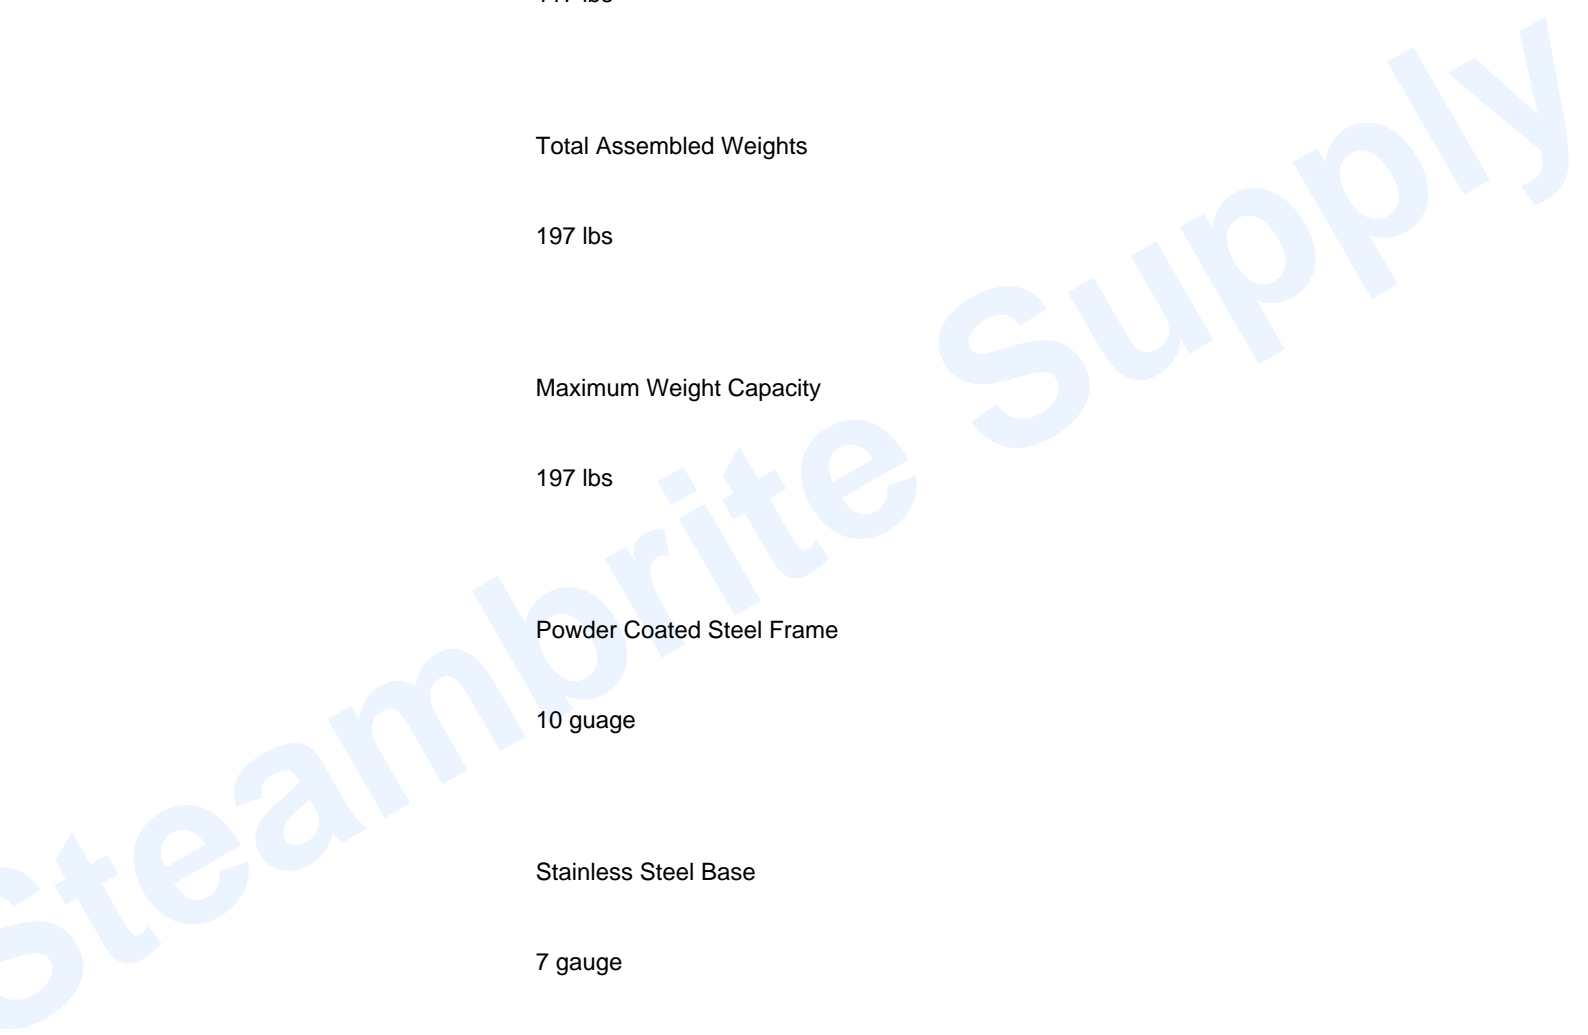 lbs
Total Assembled Weights
197 lbs
Maximum Weight Capacity
197 lbs
Powder Coated Steel Frame
10 guage
Stainless Steel Base
7 gauge
Steambrite Supply